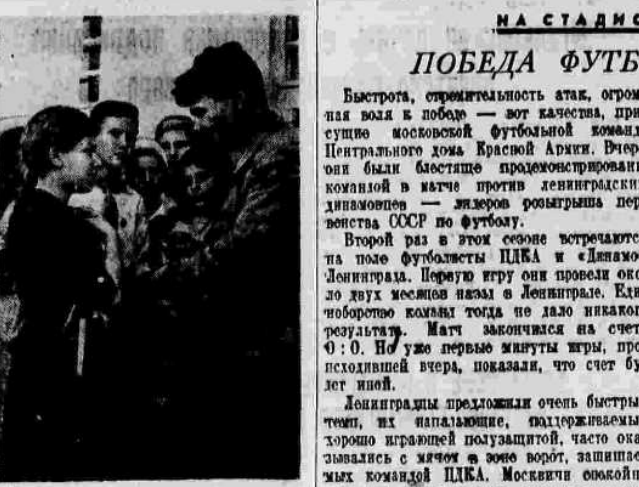 НА СТАДИО
ПОБЕДА ФУТБ
Быстрота, стремительность атак, огром
ная воля к победе — вот качества, при
сущие московской футбольной команд
Центрального дома Красной Армии. Вчер
они были блестяще продемонстрирован
командой в матче против ленинградски
динамовцев — лидеров розыгрыша пер
венства СССР по футболу.
Второй раз в этом сезоне встречаютс
на поле футболисты ЦДКА и «Динамо
Ленинграда. Первую игру они провели око
ло двух месяцев назад в Ленинграде. Еди
ноборство команд тогда не дало никаког
результата. Матч закончился на счет
0 : 0. Но уже первые минуты игры, про
исходившей вчера, показали, что счет бу
дет иной.
Ленинградцы предложили очень быстры
темп, их нападающие, поддерживаемы
хорошо играющей полузащитой, часто ока
зывались с мячом в зоне ворот, защищае
мых командой ЦДКА. Москвичи спокойн